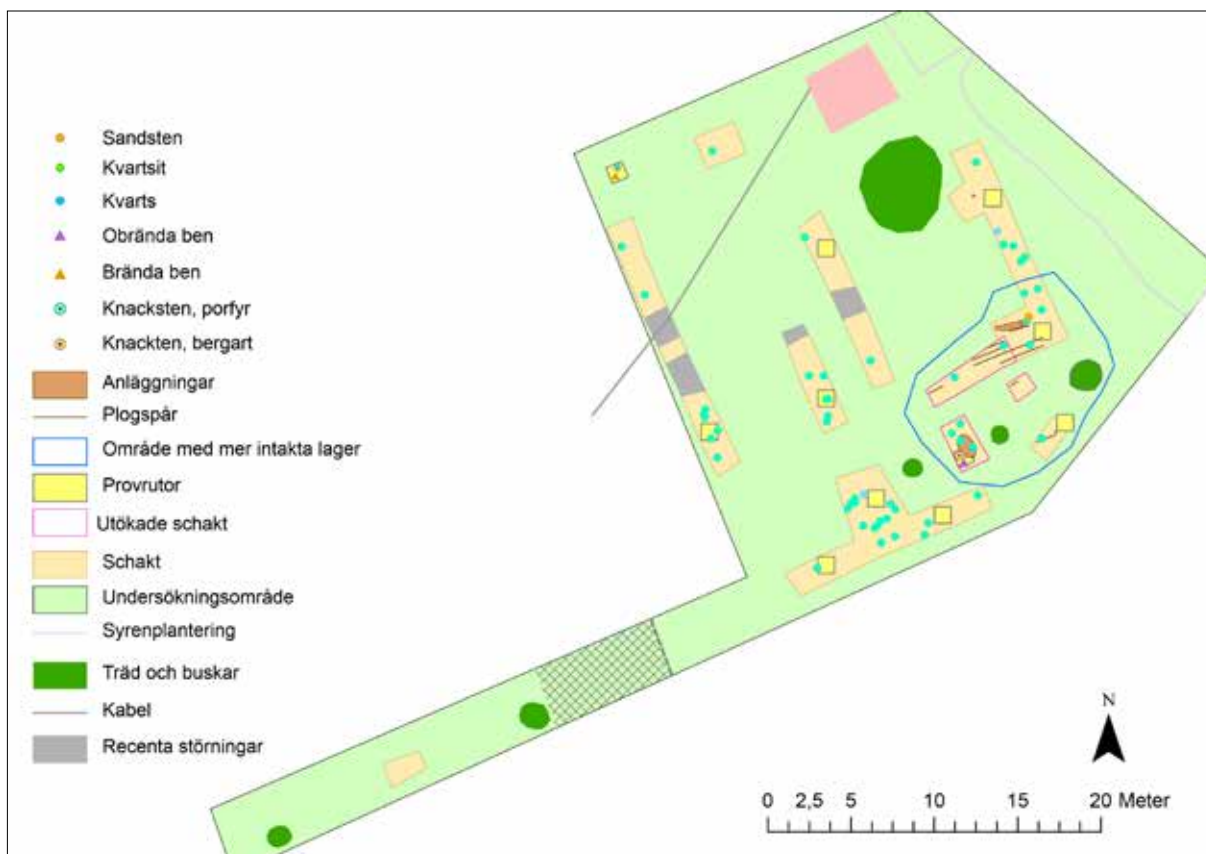 Sandsten
Kvartsit
Kvarts
Obrända ben
Brända ben
Knacksten, porfyr
Knackten, bergart
Anläggningar
Plogspår
Område med mer intakta lager
Provrutor
Utökade schakt
Schakt
Undersökningsområde
Syrenplantering
Träd och buskar
Kabel
Recenta störningar
N
0 2,5 5 10 15 20 Meter